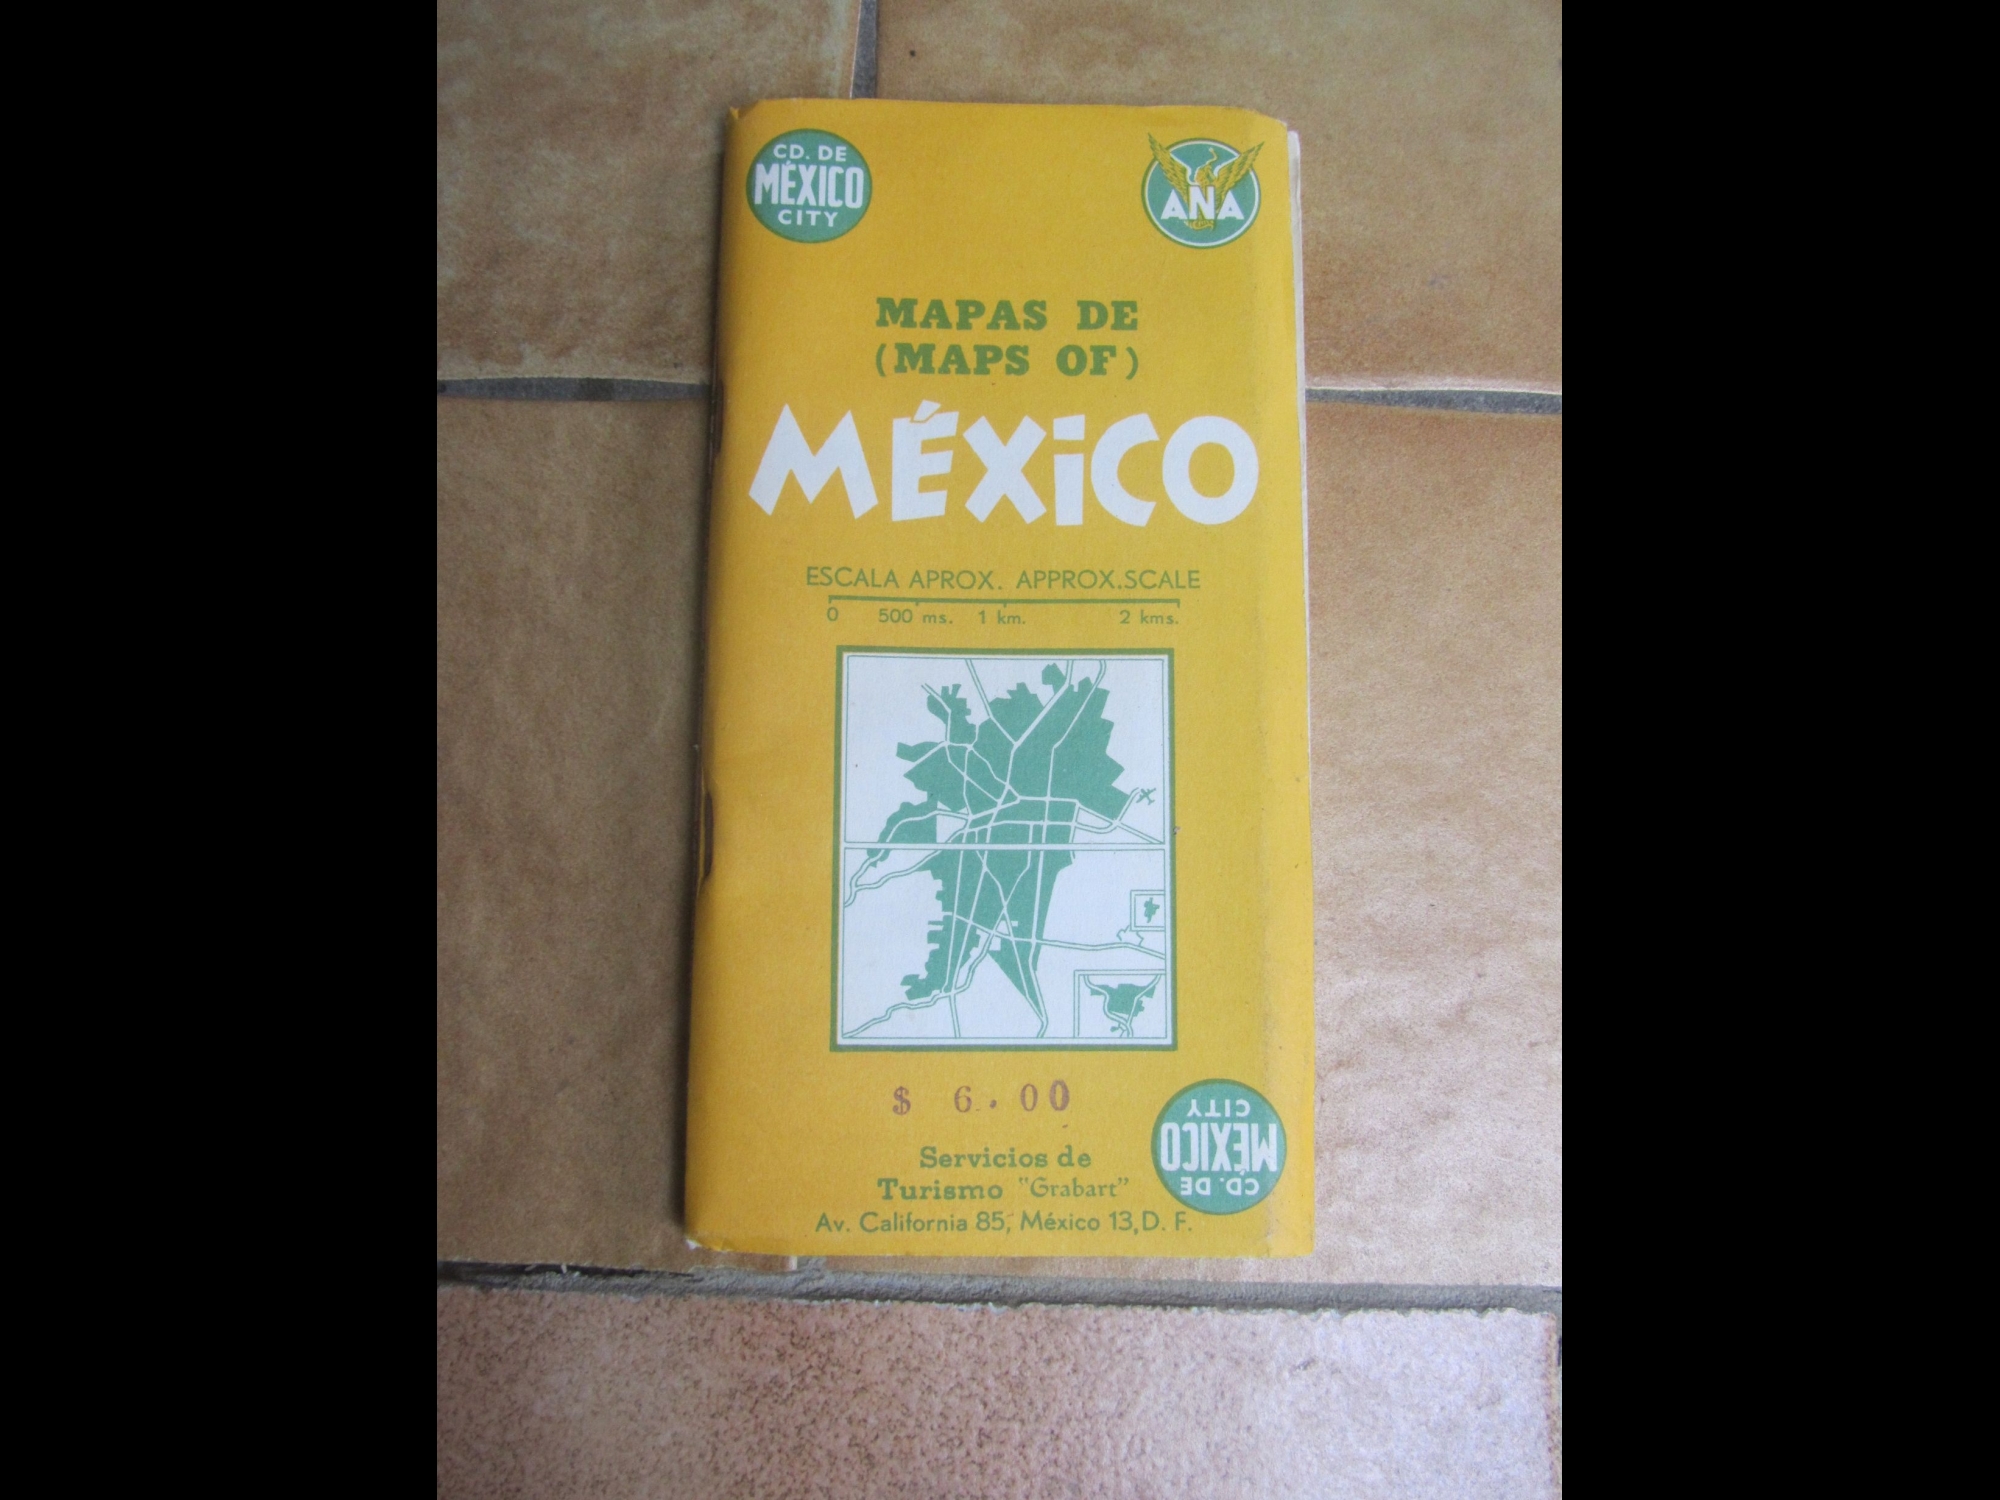 CD. DE
MÉXICO
CITY
ANA
MAPAS DE
(MAPS OF)
MÉXiCO
ESCALA APROX. APPROX.SCALE
0 500 ms. 1 km. 2 kms.
$ 6.00
Servicios de
Turismo "Grabart"
Av. California 85, México 13, D. F.
CD. DE
MÉXICO
CITY